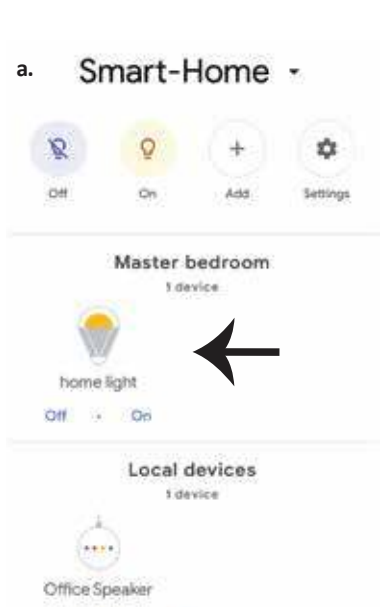 a. Smart-Home
Off On Add Settings
Master bedroom
1 device
home light
Off • On
Local devices
1 device
Office Speaker